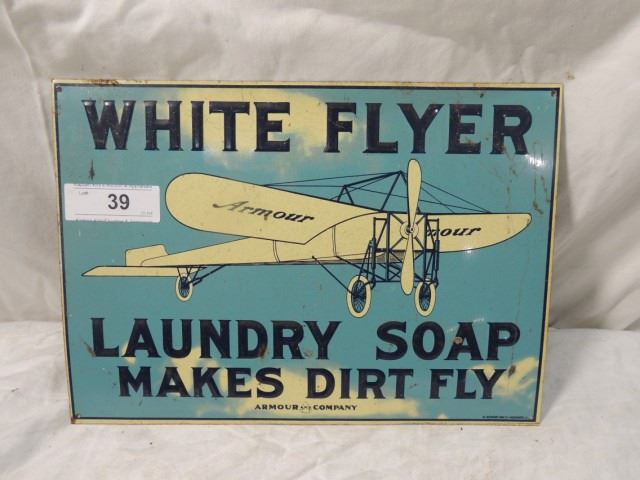 WHITE FLYER
39
Armour
mour
LAUNDRY SOAP
MAKES DIRT FLY
ARMOUR AND COMPANY